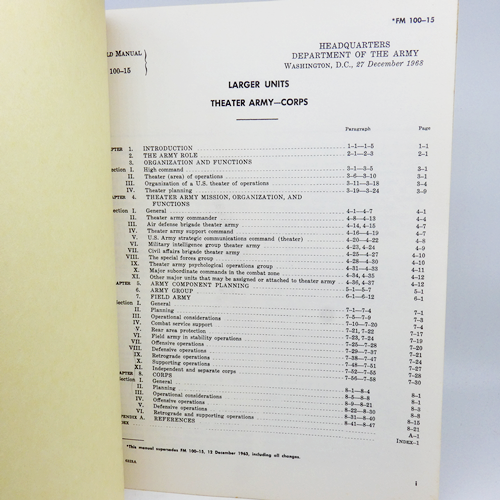 *FM 100–15
LD MANUAL
100–15
HEADQUARTERS
DEPARTMENT OF THE ARMY
WASHINGTON, D.C., 27 December 1968
LARGER UNITS
THEATER ARMY—CORPS
Paragraph Page
APTER 1. INTRODUCTION 1–1—1–5 1–1
2. THE ARMY ROLE 2–1—2–3 2–1
3. ORGANIZATION AND FUNCTIONS
ection I. High command 3–1—3–5 3–1
II. Theater (area) of operations 3–6—3–10 3–1
III. Organization of a U.S. theater of operations 3–11—3–18 3–4
IV. Theater planning 3–19—3–24 3–9
APTER 4. THEATER ARMY MISSION, ORGANIZATION, AND
FUNCTIONS
ection I. General 4–1—4–7 4–1
II. Theater army commander 4–8—4–13 4–4
III. Air defense brigade theater army 4–14, 4–15 4–5
IV. Theater army support command 4–16—4–19 4–7
V. U.S. Army strategic communications command (theater) 4–20—4–22 4–8
VI. Military intelligence group theater army 4–23, 4–24 4–9
VII. Civil affairs brigade theater army 4–25—4–27 4–10
VIII. The special forces group 4–28—4–30 4–10
IX. Theater army psychological operations group 4–31—4–33 4–11
X. Major subordinate commands in the combat zone 4–34, 4–35 4–12
XI. Other major units that may be assigned or attached to theater army 4–36, 4–37 4–12
APTER 5. ARMY COMPONENT PLANNING 5–1—5–7 5–1
6. ARMY GROUP 6–1—6–12 6–1
7. FIELD ARMY
ection I. General 7–1—7–4 7–1
II. Planning 7–5—7–9 7–3
III. Operational considerations 7–10—7–20 7–4
IV. Combat service support 7–21, 7–22 7–17
V. Rear area protection 7–23, 7–24 7–19
VI. Field army in stability operations 7–25—7–28 7–20
VII. Offensive operations 7–29—7–37 7–21
VIII. Defensive operations 7–38—7–47 7–24
IX. Retrograde operations 7–48—7–51 7–27
X. Supporting operations 7–52—7–55 7–28
XI. Independent and separate corps 7–56—7–58 7–30
APTER 8. CORPS
ection I. General 8–1—8–4 8–1
II. Planning 8–5—8–8 8–1
III. Operational considerations 8–9—8–21 8–3
IV. Offensive operations 8–22—8–30 8–8
V. Defensive operations 8–31—8–40 8–15
VI. Retrograde and supporting operations 8–41—8–47 8–21
PPENDIX A. REFERENCES A–1
INDEX INDEX–1
*This manual supersedes FM 100–15, 12 December 1963, including all changes.
i